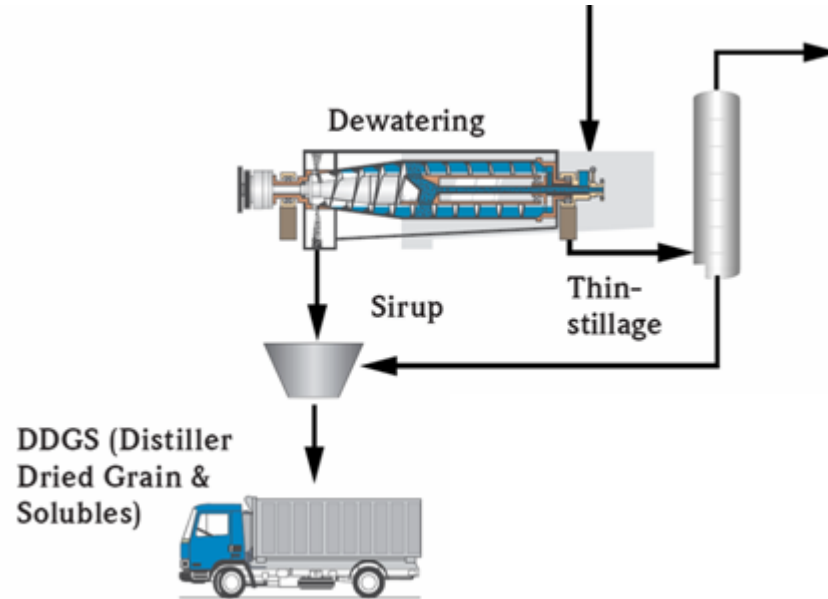 Dewatering
Thin-
stillage
Sirup
DDGS (Distiller
Dried Grain &
Solubles)